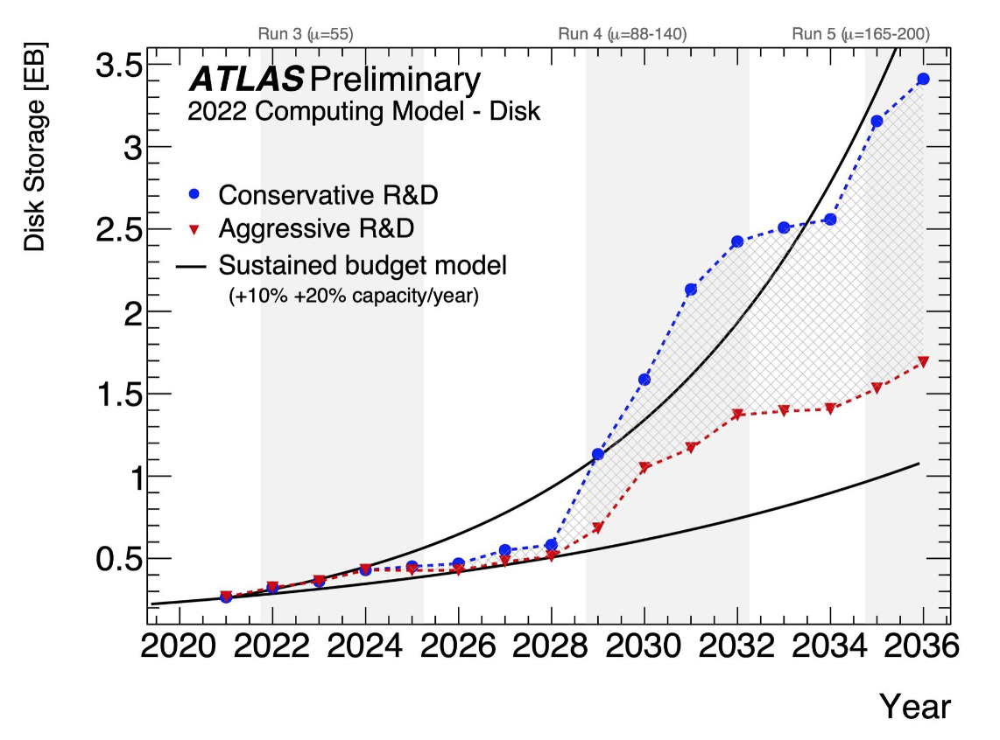 Run 3 (μ=55)
Run 4 (μ=88-140)
Run 5 (μ=165-200)
Disk Storage [EB]
3.5
3
2.5
2
1.5
1
0.5
ATLAS Preliminary
2022 Computing Model - Disk
Conservative R&D
Aggressive R&D
Sustained budget model
(+10% +20% capacity/year)
2020 2022 2024 2026 2028 2030 2032 2034 2036
Year